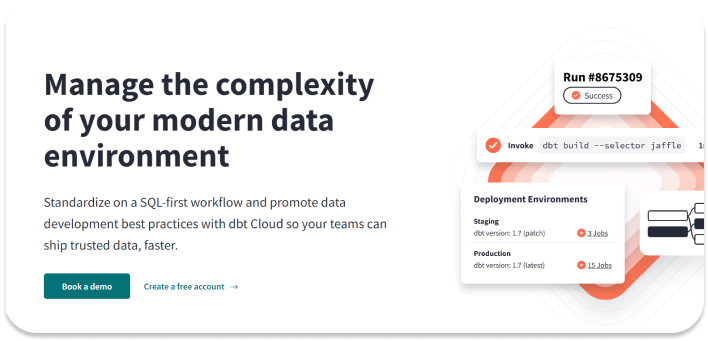 Manage the complexity
of your modern data
environment
Standardize on a SQL-first workflow and promote data
development best practices with dbt Cloud so your teams can
ship trusted data, faster.
Book a demo
Create a free account →
Run #8675309
Success
Invoke dbt build --selector jaffle
Deployment Environments
Staging
dbt version: 1.7 (patch) 3 Jobs
Production
dbt version: 1.7 (latest) 15 Jobs